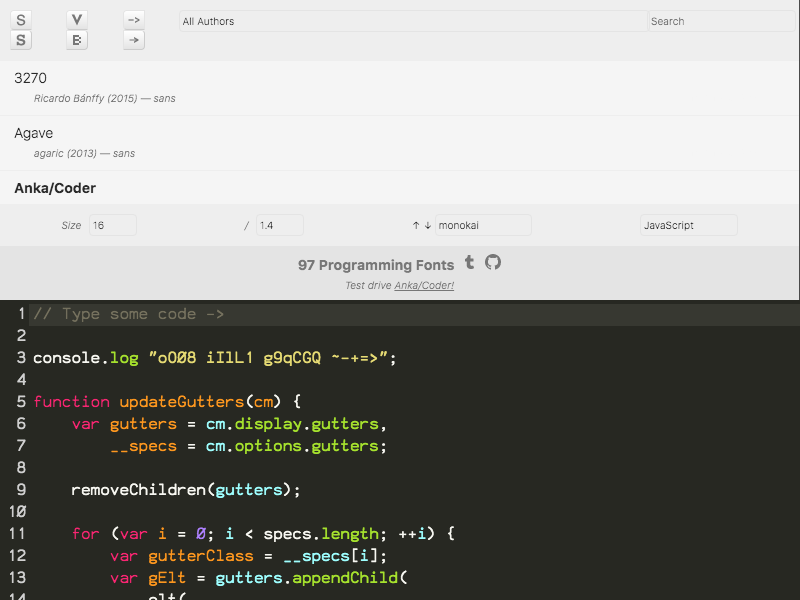 S V -> All Authors Search
S B →
3270
Ricardo Bánffy (2015) — sans
Agave
agaric (2013) — sans
Anka/Coder
Size 16 / 1.4 ↑ ↓ monokai JavaScript
97 Programming Fonts t
Test drive Anka/Coder!
1 // Type some code ->
2
3 console.log "oO08 iIlL1 g9qCGQ ~-+=>";
4
5 function updateGutters(cm) {
6 var gutters = cm.display.gutters,
7 __specs = cm.options.gutters;
8
9 removeChildren(gutters);
10
11 for (var i = 0; i < specs.length; ++i) {
12 var gutterClass = __specs[i];
13 var gElt = gutters.appendChild(
14 elt(